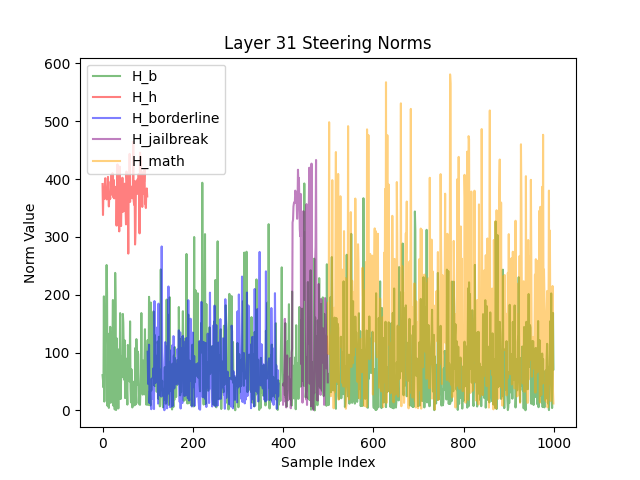 Layer 31 Steering Norms
H_b
H_h
H_borderline
H_jailbreak
H_math
Norm Value
600
500
400
300
200
100
0
0 200 400 600 800 1000
Sample Index